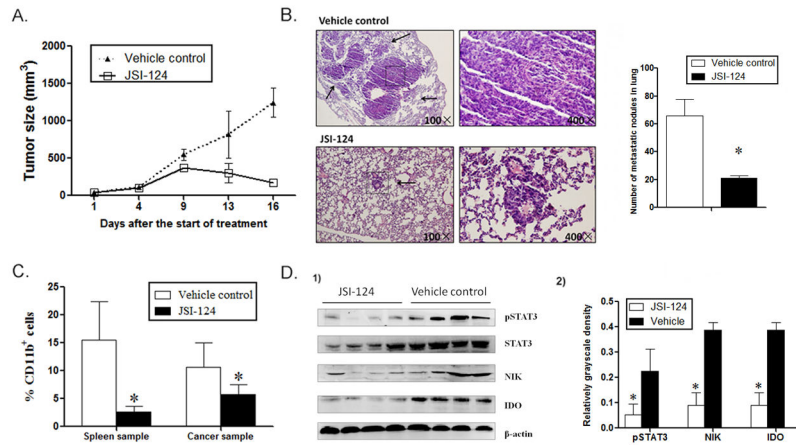 A.
Vehicle control
JSI-124
Tumor size (mm³)
2000
1500
1000
500
0
1 4 9 13 16
Days after the start of treatment
B.
Vehicle control
100×
400×
JSI-124
100×
400×
Vehicle control
JSI-124
Number of metastatic nodules in lung
100
80
60
40
20
0
*
C.
Vehicle control
JSI-124
% CD11b⁺ cells
25
20
15
10
5
0
*
*
Spleen sample Cancer sample
D.
1)
JSI-124 Vehicle control
pSTAT3
STAT3
NIK
IDO
β-actin
2)
JSI-124
Vehicle
Relatively grayscale density
0.5
0.4
0.3
0.2
0.1
0.0
* * *
pSTAT3 NIK IDO